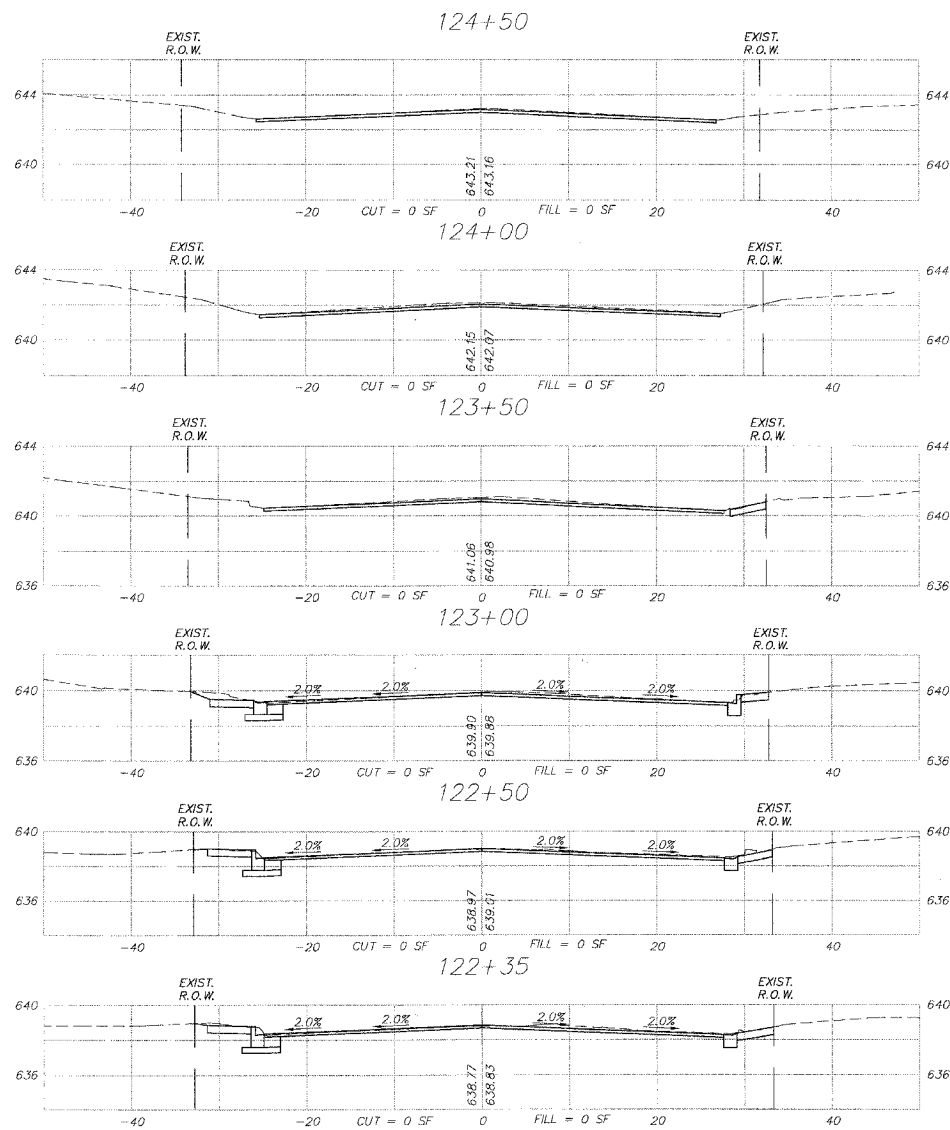 124+50
EXIST.
R.O.W.
EXIST.
R.O.W.
644
644
640
640
643.21
643.16
-40
-20
CUT = 0 SF
0
FILL = 0 SF
20
40
124+00
EXIST.
R.O.W.
EXIST.
R.O.W.
644
644
640
640
642.15
642.07
-40
-20
CUT = 0 SF
0
FILL = 0 SF
20
40
123+50
EXIST.
R.O.W.
EXIST.
R.O.W.
644
644
640
640
641.06
640.98
636
636
-40
-20
CUT = 0 SF
0
FILL = 0 SF
20
40
123+00
EXIST.
R.O.W.
EXIST.
R.O.W.
640
2.0%
2.0%
2.0%
2.0%
640
639.90
639.88
636
636
-40
-20
CUT = 0 SF
0
FILL = 0 SF
20
40
122+50
EXIST.
R.O.W.
EXIST.
R.O.W.
640
2.0%
2.0%
2.0%
2.0%
640
636
636
638.97
639.01
-40
-20
CUT = 0 SF
0
FILL = 0 SF
20
40
122+35
EXIST.
R.O.W.
EXIST.
R.O.W.
640
2.0%
2.0%
2.0%
2.0%
640
636
636
638.77
638.83
-40
-20
CUT = 0 SF
0
FILL = 0 SF
20
40